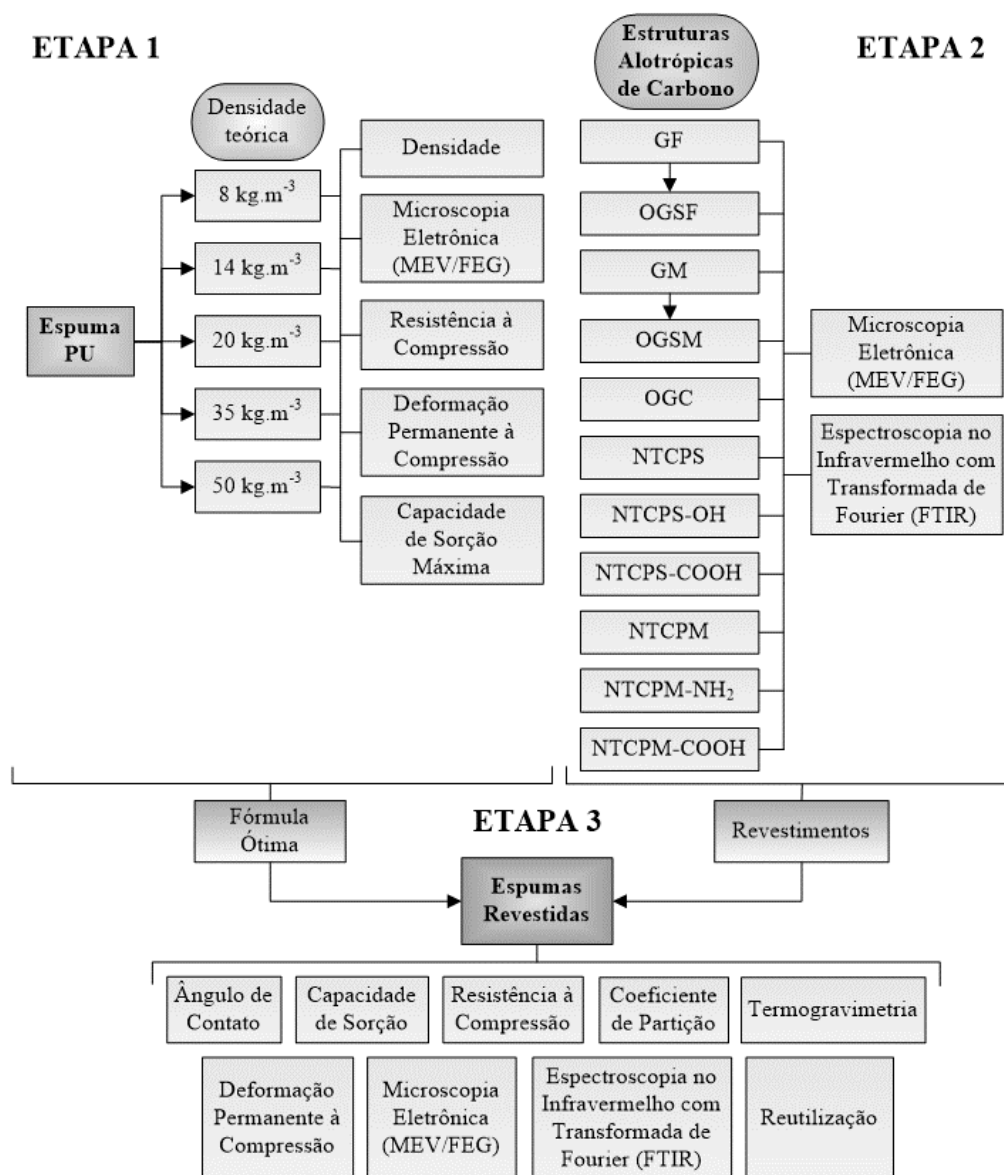 ETAPA 1
Densidade
teórica
Espuma
PU
8 kg.m⁻³
14 kg.m⁻³
20 kg.m⁻³
35 kg.m⁻³
50 kg.m⁻³
Densidade
Microscopia
Eletrônica
(MEV/FEG)
Resistência à
Compressão
Deformação
Permanente à
Compressão
Capacidade
de Sorção
Máxima
ETAPA 2
Estruturas
Alotrópicas
de Carbono
GF
OGSF
GM
OGSM
OGC
NTCPS
NTCPS-OH
NTCPS-COOH
NTCPM
NTCPM-NH₂
NTCPM-COOH
Microscopia
Eletrônica
(MEV/FEG)
Espectroscopia no
Infravermelho com
Transformada de
Fourier (FTIR)
Fórmula
Ótima
ETAPA 3
Revestimentos
Espumas
Revestidas
Ângulo de
Contato
Capacidade
de Sorção
Resistência à
Compressão
Coeficiente
de Partição
Termogravimetria
Deformação
Permanente à
Compressão
Microscopia
Eletrônica
(MEV/FEG)
Espectroscopia no
Infravermelho com
Transformada de
Fourier (FTIR)
Reutilização